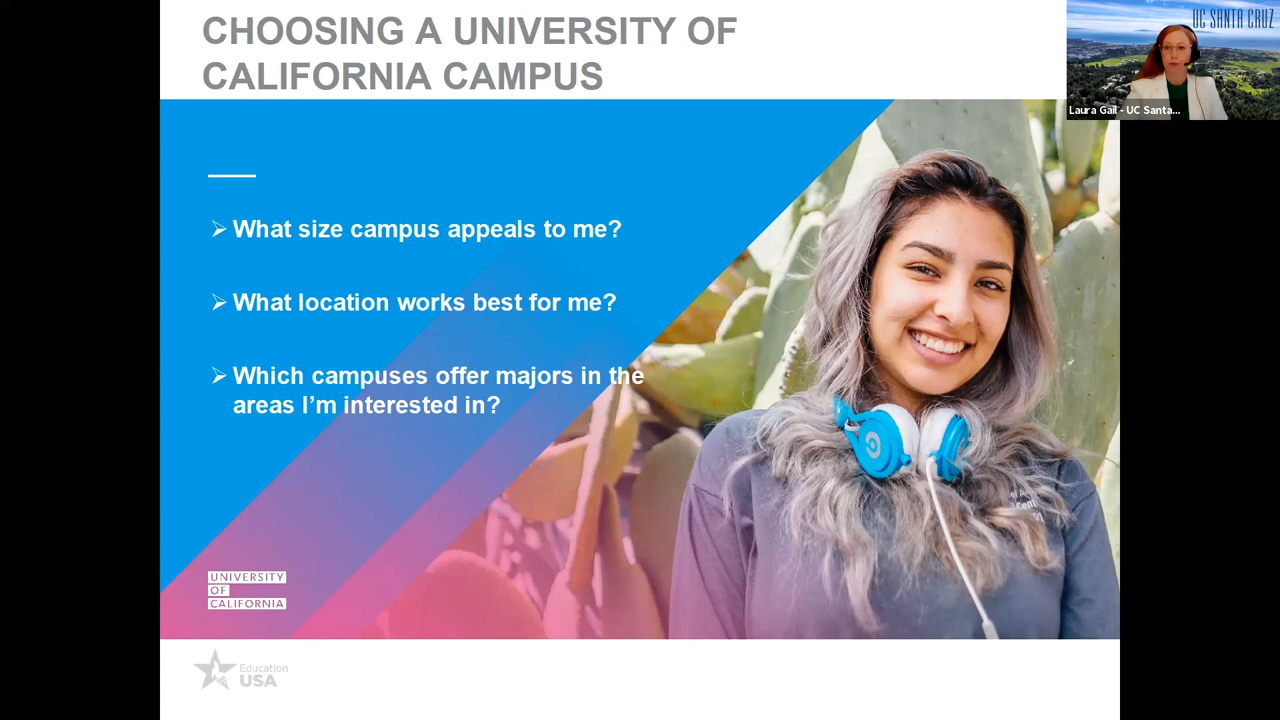 CHOOSING A UNIVERSITY OF
CALIFORNIA CAMPUS
UC SANTA CRUZ
Laura Gail - UC Santa...
➢ What size campus appeals to me?
➢ What location works best for me?
➢ Which campuses offer majors in the
areas I'm interested in?
UNIVERSITY
OF
CALIFORNIA
Education
USA